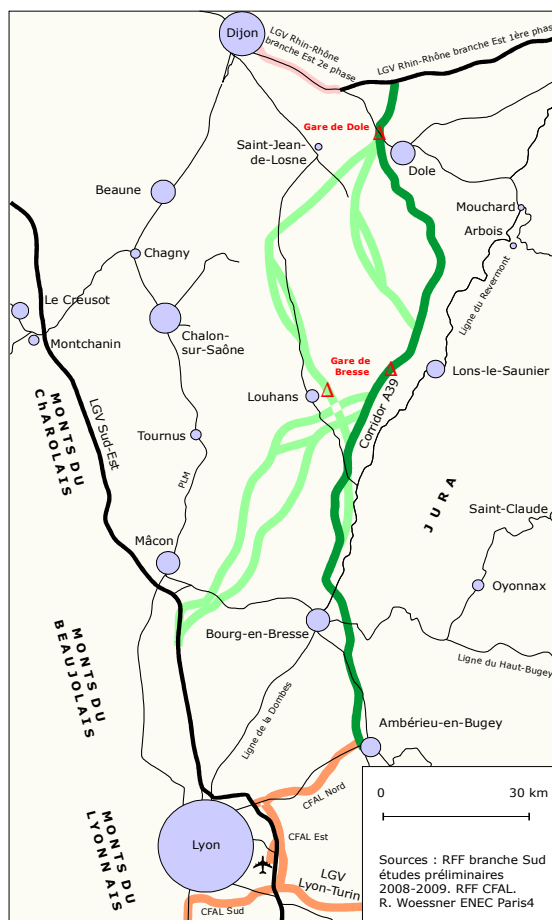 Dijon
LGV Rhin-Rhône
branche Est 2e phase
LGV Rhin-Rhône branche Est 1ère phase
Gare de Dole
Saint-Jean-
de-Losne
Dole
Beaune
Mouchard
Arbois
Chagny
Ligne du Revermont
Le Creusot
Montchanin
Chalon-
sur-Saône
Gare de
Bresse
Lons-le-Saunier
Louhans
Corridor A39
MONTS DU
CHAROLAIS
LGV Sud-Est
Tournus
PLM
JURA
Saint-Claude
Mâcon
Oyonnax
Bourg-en-Bresse
Ligne du Haut-Bugey
MONTS DU
BEAUJOLAIS
Ligne de la Dombes
Ambérieu-en-Bugey
CFAL Nord
MONTS DU
LYONNAIS
Lyon
CFAL Est
LGV
Lyon-Turin
CFAL Sud
0 30 km
Sources : RFF branche Sud
études préliminaires
2008-2009. RFF CFAL.
R. Woessner ENEC Paris4